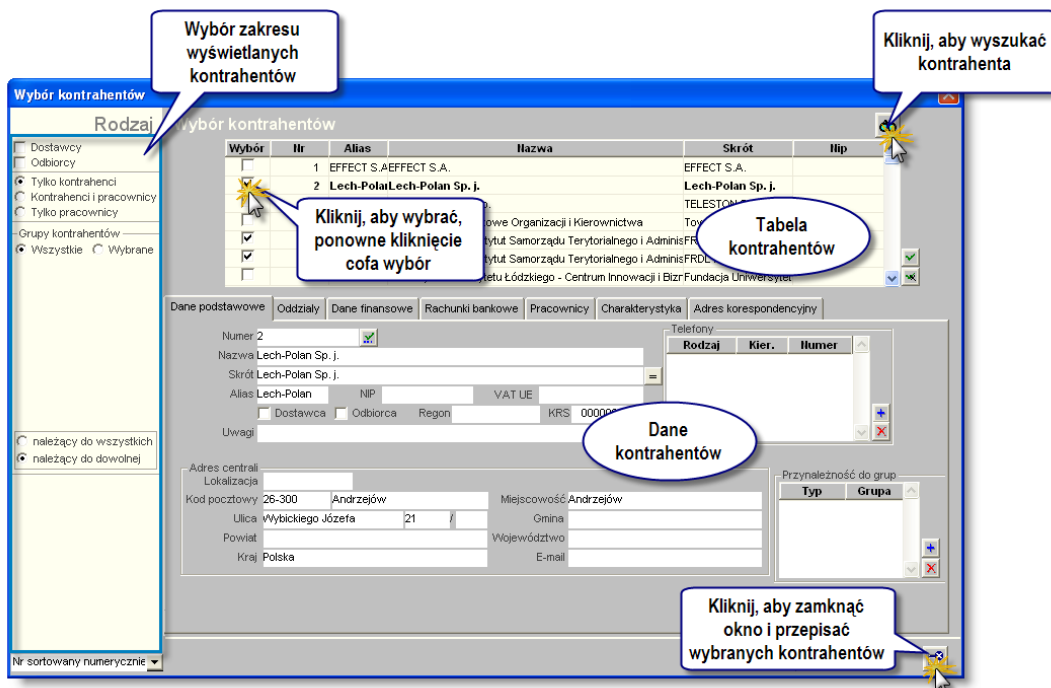 Wybór zakresu
wyświetlanych
kontrahentów
Kliknij, aby wyszukać
kontrahenta
Wybór kontrahentów
Rodzaj
Wybór kontrahentów
Dostawcy
Odbiorcy
Tylko kontrahenci
Kontrahenci i pracownicy
Tylko pracownicy
Grupy kontrahentów
Wszystkie Wybrane
należący do wszystkich
należący do dowolnej
Nr sortowany numerycznie
Wybór Nr Alias Nazwa Skrót Nip
1 EFFECT S.A EFFECT S.A. EFFECT S.A.
2 Lech-Polan Lech-Polan Sp. j. Lech-Polan Sp. j.
TELESTON
owe Organizacji i Kierownictwa
tytut Samorządu Terytorialnego i Adminis FRDL
tytut Samorządu Terytorialnego i Adminis FRDL
tetu Łódzkiego - Centrum Innowacji i Bizn Fundacja Uniwersytet
Kliknij, aby wybrać,
ponowne kliknięcie
cofa wybór
Tabela
kontrahentów
Dane podstawowe Oddziały Dane finansowe Rachunki bankowe Pracownicy Charakterystyka Adres korespondencyjny
Numer 2
Nazwa Lech-Polan Sp. j.
Skrót Lech-Polan Sp. j. =
Alias Lech-Polan NIP VAT UE
Dostawca Odbiorca Regon KRS 00000
Uwagi
Telefony
Rodzaj Kier. Numer
Dane
kontrahentów
Adres centrali
Lokalizacja
Kod pocztowy 26-300 Andrzejów Miejscowość Andrzejów
Ulica Wybickiego Józefa 21 / Gmina
Powiat Województwo
Kraj Polska E-mail
Przynależność do grup
Typ Grupa
Kliknij, aby zamknąć
okno i przepisać
wybranych kontrahentów